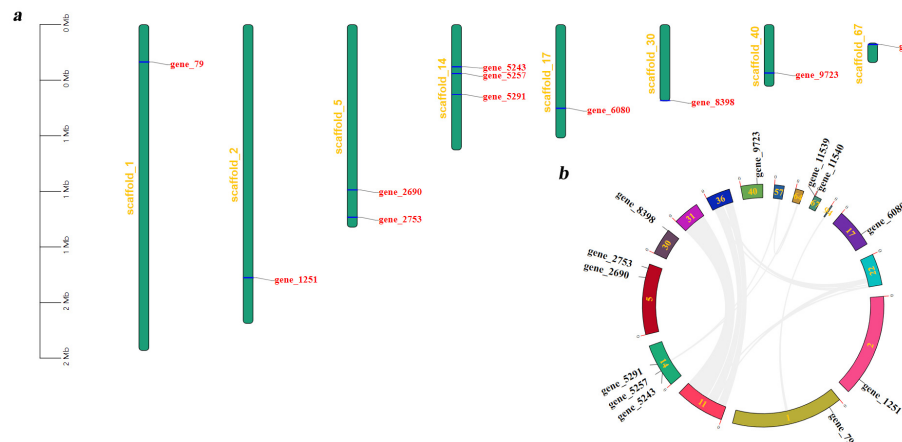 a
0 Mb
0 Mb
1 Mb
1 Mb
1 Mb
2 Mb
2 Mb
scaffold_1
gene_79
scaffold_2
gene_1251
scaffold_5
gene_2690
gene_2753
scaffold_14
gene_5243
gene_5257
gene_5291
scaffold_17
gene_6080
scaffold_30
gene_8398
scaffold_40
gene_9723
scaffold_67
b
gene_9723
gene_11539
gene_11540
gene_6080
gene_8398
gene_2753
gene_2690
gene_5291
gene_5257
gene_5243
gene_1251
36
40
57
31
30
5
14
11
1
2
22
17